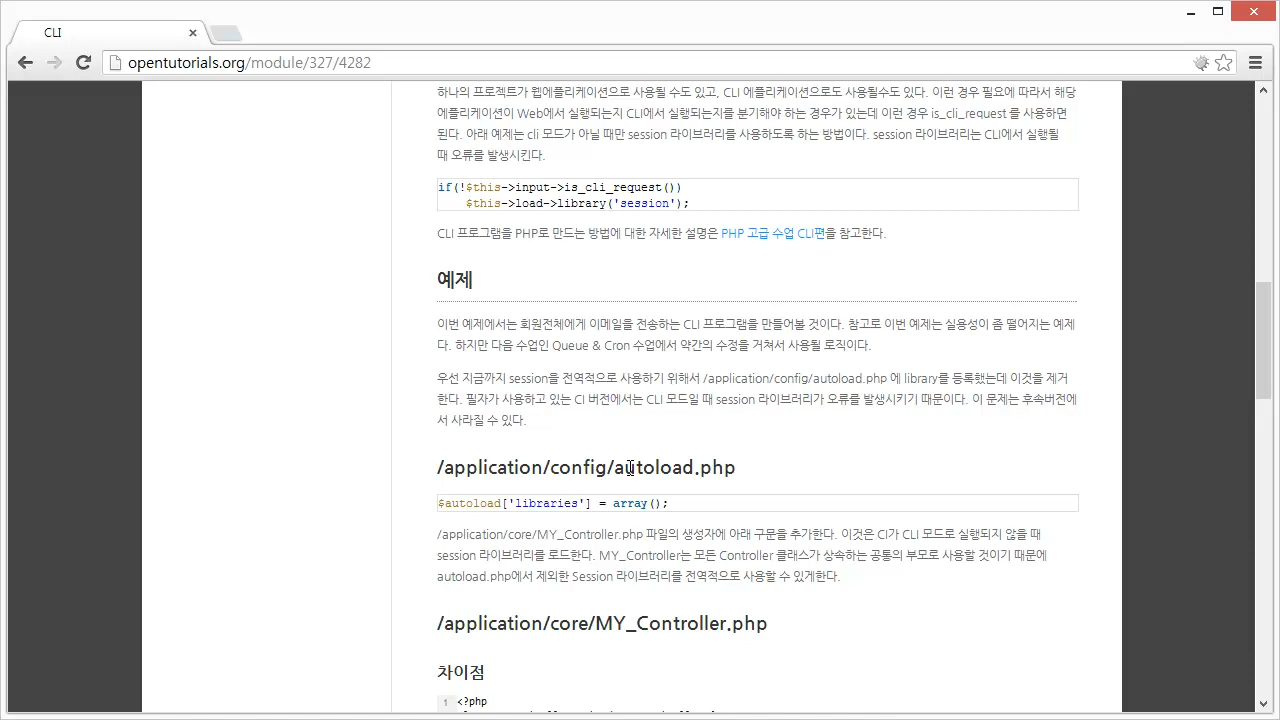 CLI
opentutorials.org/module/327/4282
하나의 프로젝트가 웹에플리케이션으로 사용될 수도 있고, CLI 에플리케이션으로도 사용될수도 있다. 이런 경우 필요에 따라서 해당
에플리케이션이 Web에서 실행되는지 CLI에서 실행되는지를 분기해야 하는 경우가 있는데 이런 경우 is_cli_request 를 사용하면
된다. 아래 예제는 cli 모드가 아닐 때만 session 라이브러리를 사용하도록 하는 방법이다. session 라이브러리는 CLI에서 실행될
때 오류를 발생시킨다.
if(!$this->input->is_cli_request())
$this->load->library('session');
CLI 프로그램을 PHP로 만드는 방법에 대한 자세한 설명은 PHP 고급 수업 CLI편을 참고한다.
예제
이번 예제에서는 회원전체에게 이메일을 전송하는 CLI 프로그램을 만들어볼 것이다. 참고로 이번 예제는 실용성이 좀 떨어지는 예제
다. 하지만 다음 수업인 Queue & Cron 수업에서 약간의 수정을 거쳐서 사용될 로직이다.
우선 지금까지 session을 전역적으로 사용하기 위해서 /application/config/autoload.php 에 library를 등록했는데 이것을 제거
한다. 필자가 사용하고 있는 CI 버전에서는 CLI 모드일 때 session 라이브러리가 오류를 발생시키기 때문이다. 이 문제는 후속버전에
서 사라질 수 있다.
/application/config/autoload.php
$autoload['libraries'] = array();
/application/core/MY_Controller.php 파일의 생성자에 아래 구문을 추가한다. 이것은 CI가 CLI 모드로 실행되지 않을 때
session 라이브러리를 로드한다. MY_Controller는 모든 Controller 클래스가 상속하는 공통의 부모로 사용할 것이기 때문에
autoload.php에서 제외한 Session 라이브러리를 전역적으로 사용할 수 있게한다.
/application/core/MY_Controller.php
차이점
1 <?php